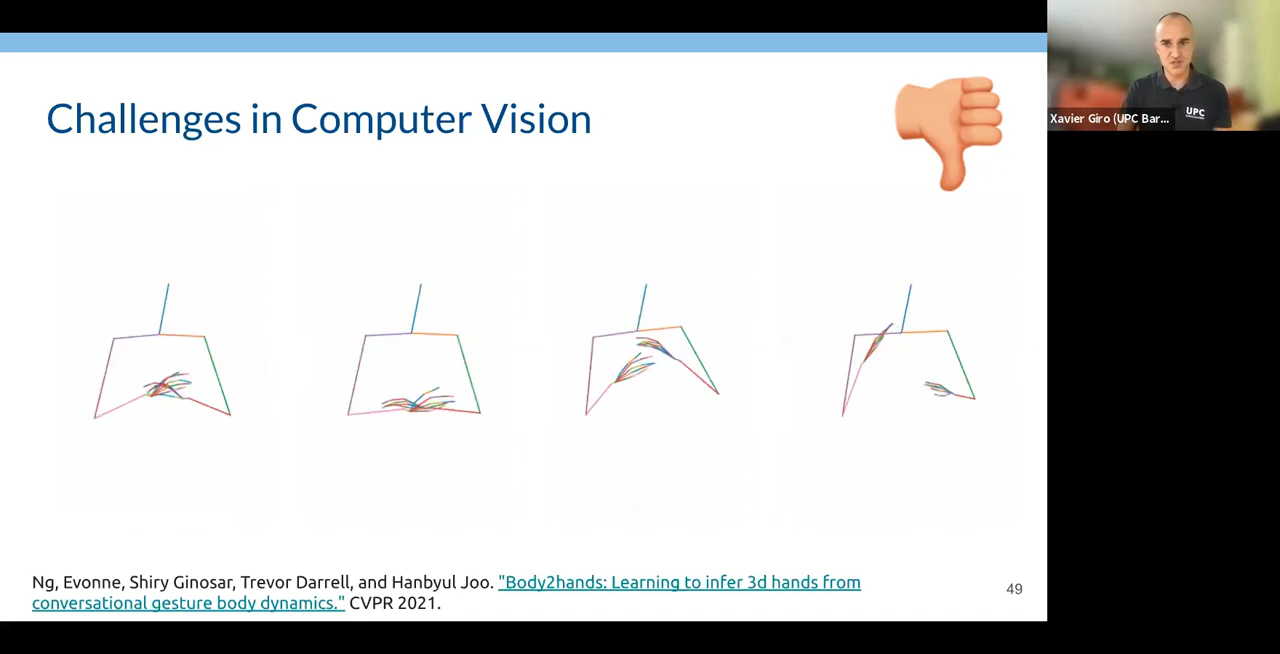 Challenges in Computer Vision
UPC
Xavier Giro (UPC Bar...
Ng, Evonne, Shiry Ginosar, Trevor Darrell, and Hanbyul Joo. "Body2hands: Learning to infer 3d hands from
conversational gesture body dynamics." CVPR 2021.
49